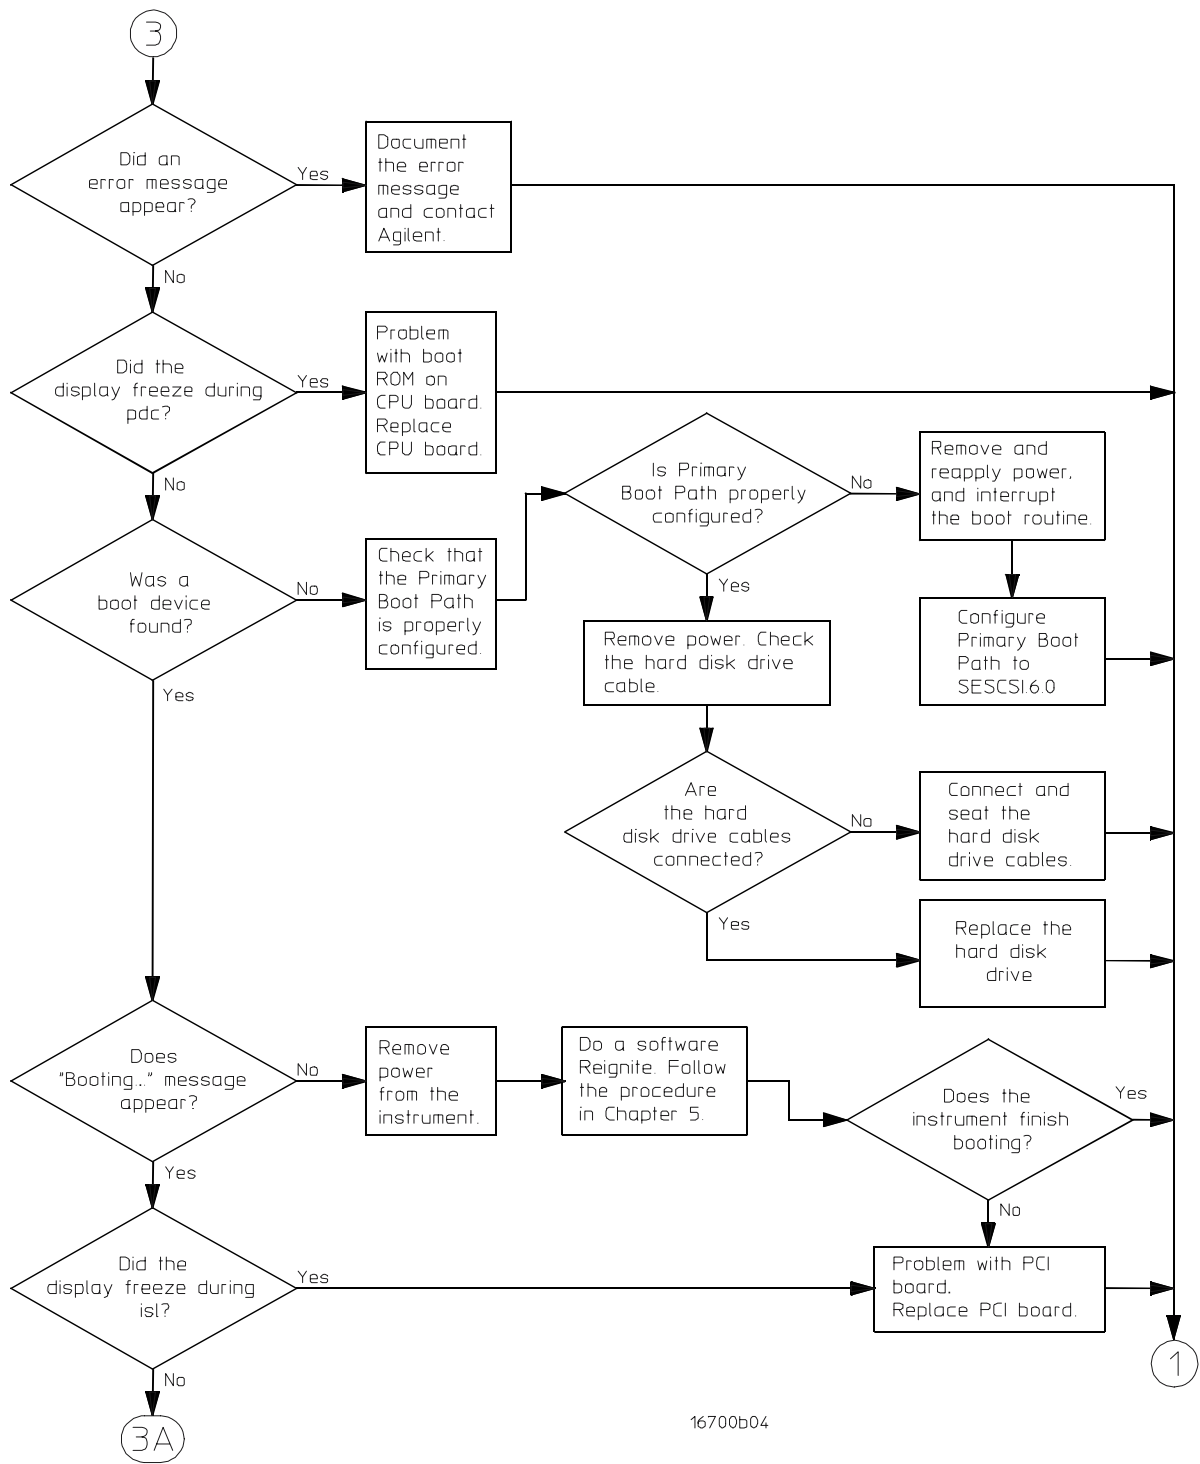 3
Did an
error message
appear?
Yes
Document
the error
message
and contact
Agilent.
No
Did the
display freeze during
pdc?
Yes
Problem
with boot
ROM on
CPU board.
Replace
CPU board.
No
Was a
boot device
found?
No
Check that
the Primary
Boot Path
is properly
configured.
Is Primary
Boot Path properly
configured?
No
Remove and
reapply power,
and interrupt
the boot routine.
Configure
Primary Boot
Path to
SESCSI.6.0
Yes
Remove power. Check
the hard disk drive
cable.
Are
the hard
disk drive cables
connected?
No
Connect and
seat the
hard disk
drive cables.
Yes
Replace the
hard disk
drive
Yes
Does
"Booting..." message
appear?
No
Remove
power
from the
instrument.
Do a software
Reignite. Follow
the procedure
in Chapter 5.
Does the
instrument finish
booting?
Yes
No
Yes
Did the
display freeze during
isl?
Yes
Problem with PCI
board.
Replace PCI board.
No
3A
1
16700b04